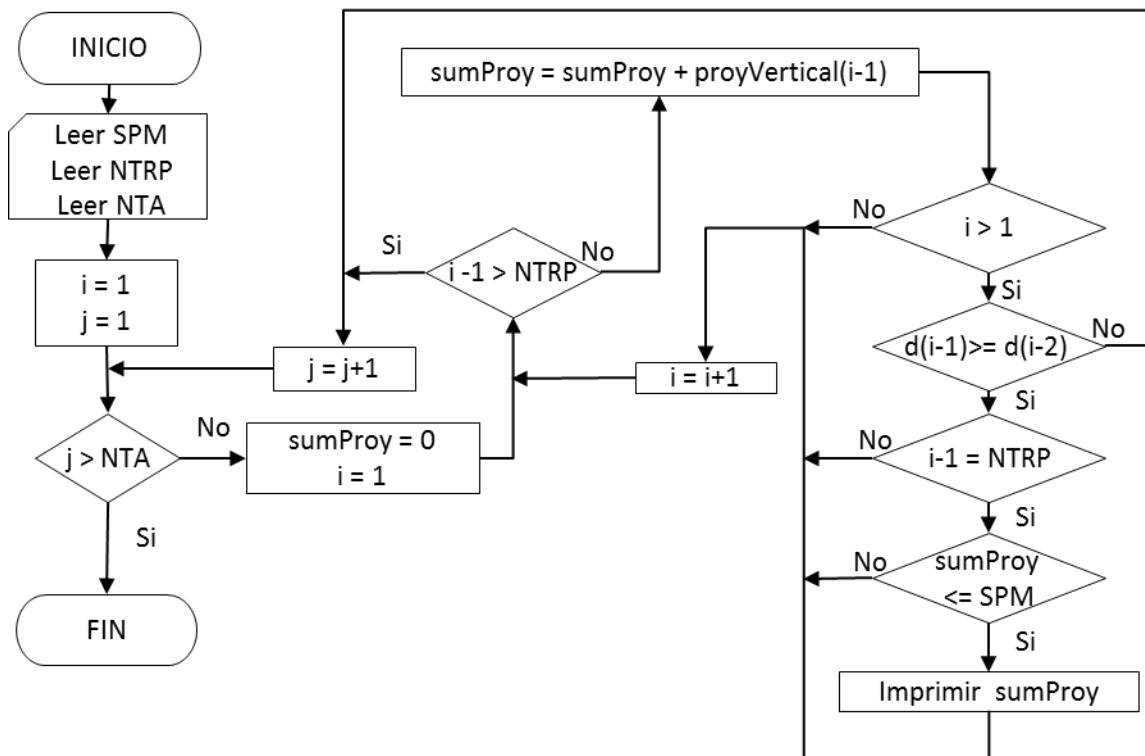 INICIO
Leer SPM
Leer NTRP
Leer NTA
i = 1
j = 1
j > NTA
No
Si
FIN
j = j+1
sumProy = 0
i = 1
Si
i -1 > NTRP
No
i = i+1
sumProy = sumProy + proyVertical(i-1)
No
i > 1
Si
d(i-1)>= d(i-2)
No
Si
No
i-1 = NTRP
Si
No
sumProy
<= SPM
Si
Imprimir sumProy